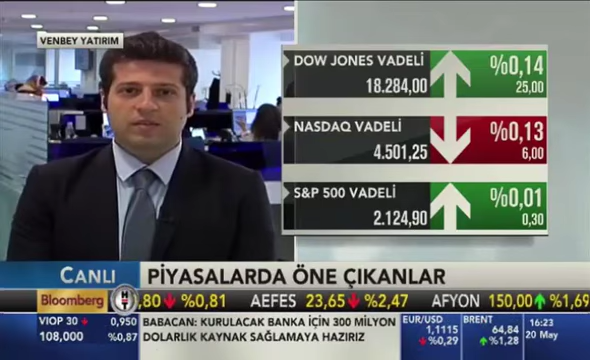 VENBEY YATIRIM
DOW JONES VADELİ %0,14
18.284,00 25,00
NASDAQ VADELİ %0,13
4.501,25 6,00
S&P 500 VADELİ %0,01
2.124,90 0,30
CANLI PİYASALARDA ÖNE ÇIKANLAR
Bloomberg HT ,80 %0,81 AEFES 23,65 %2,47 AFYON 150,00 %1,69
VIOP 30 0,950 BABACAN: KURULACAK BANKA İÇİN 300 MİLYON EUR/USD 1,1115 BRENT 64,84 16:23
108,000 %0,87 DOLARLIK KAYNAK SAĞLAMAYA HAZIRIZ %0,29 %1,28 20 May